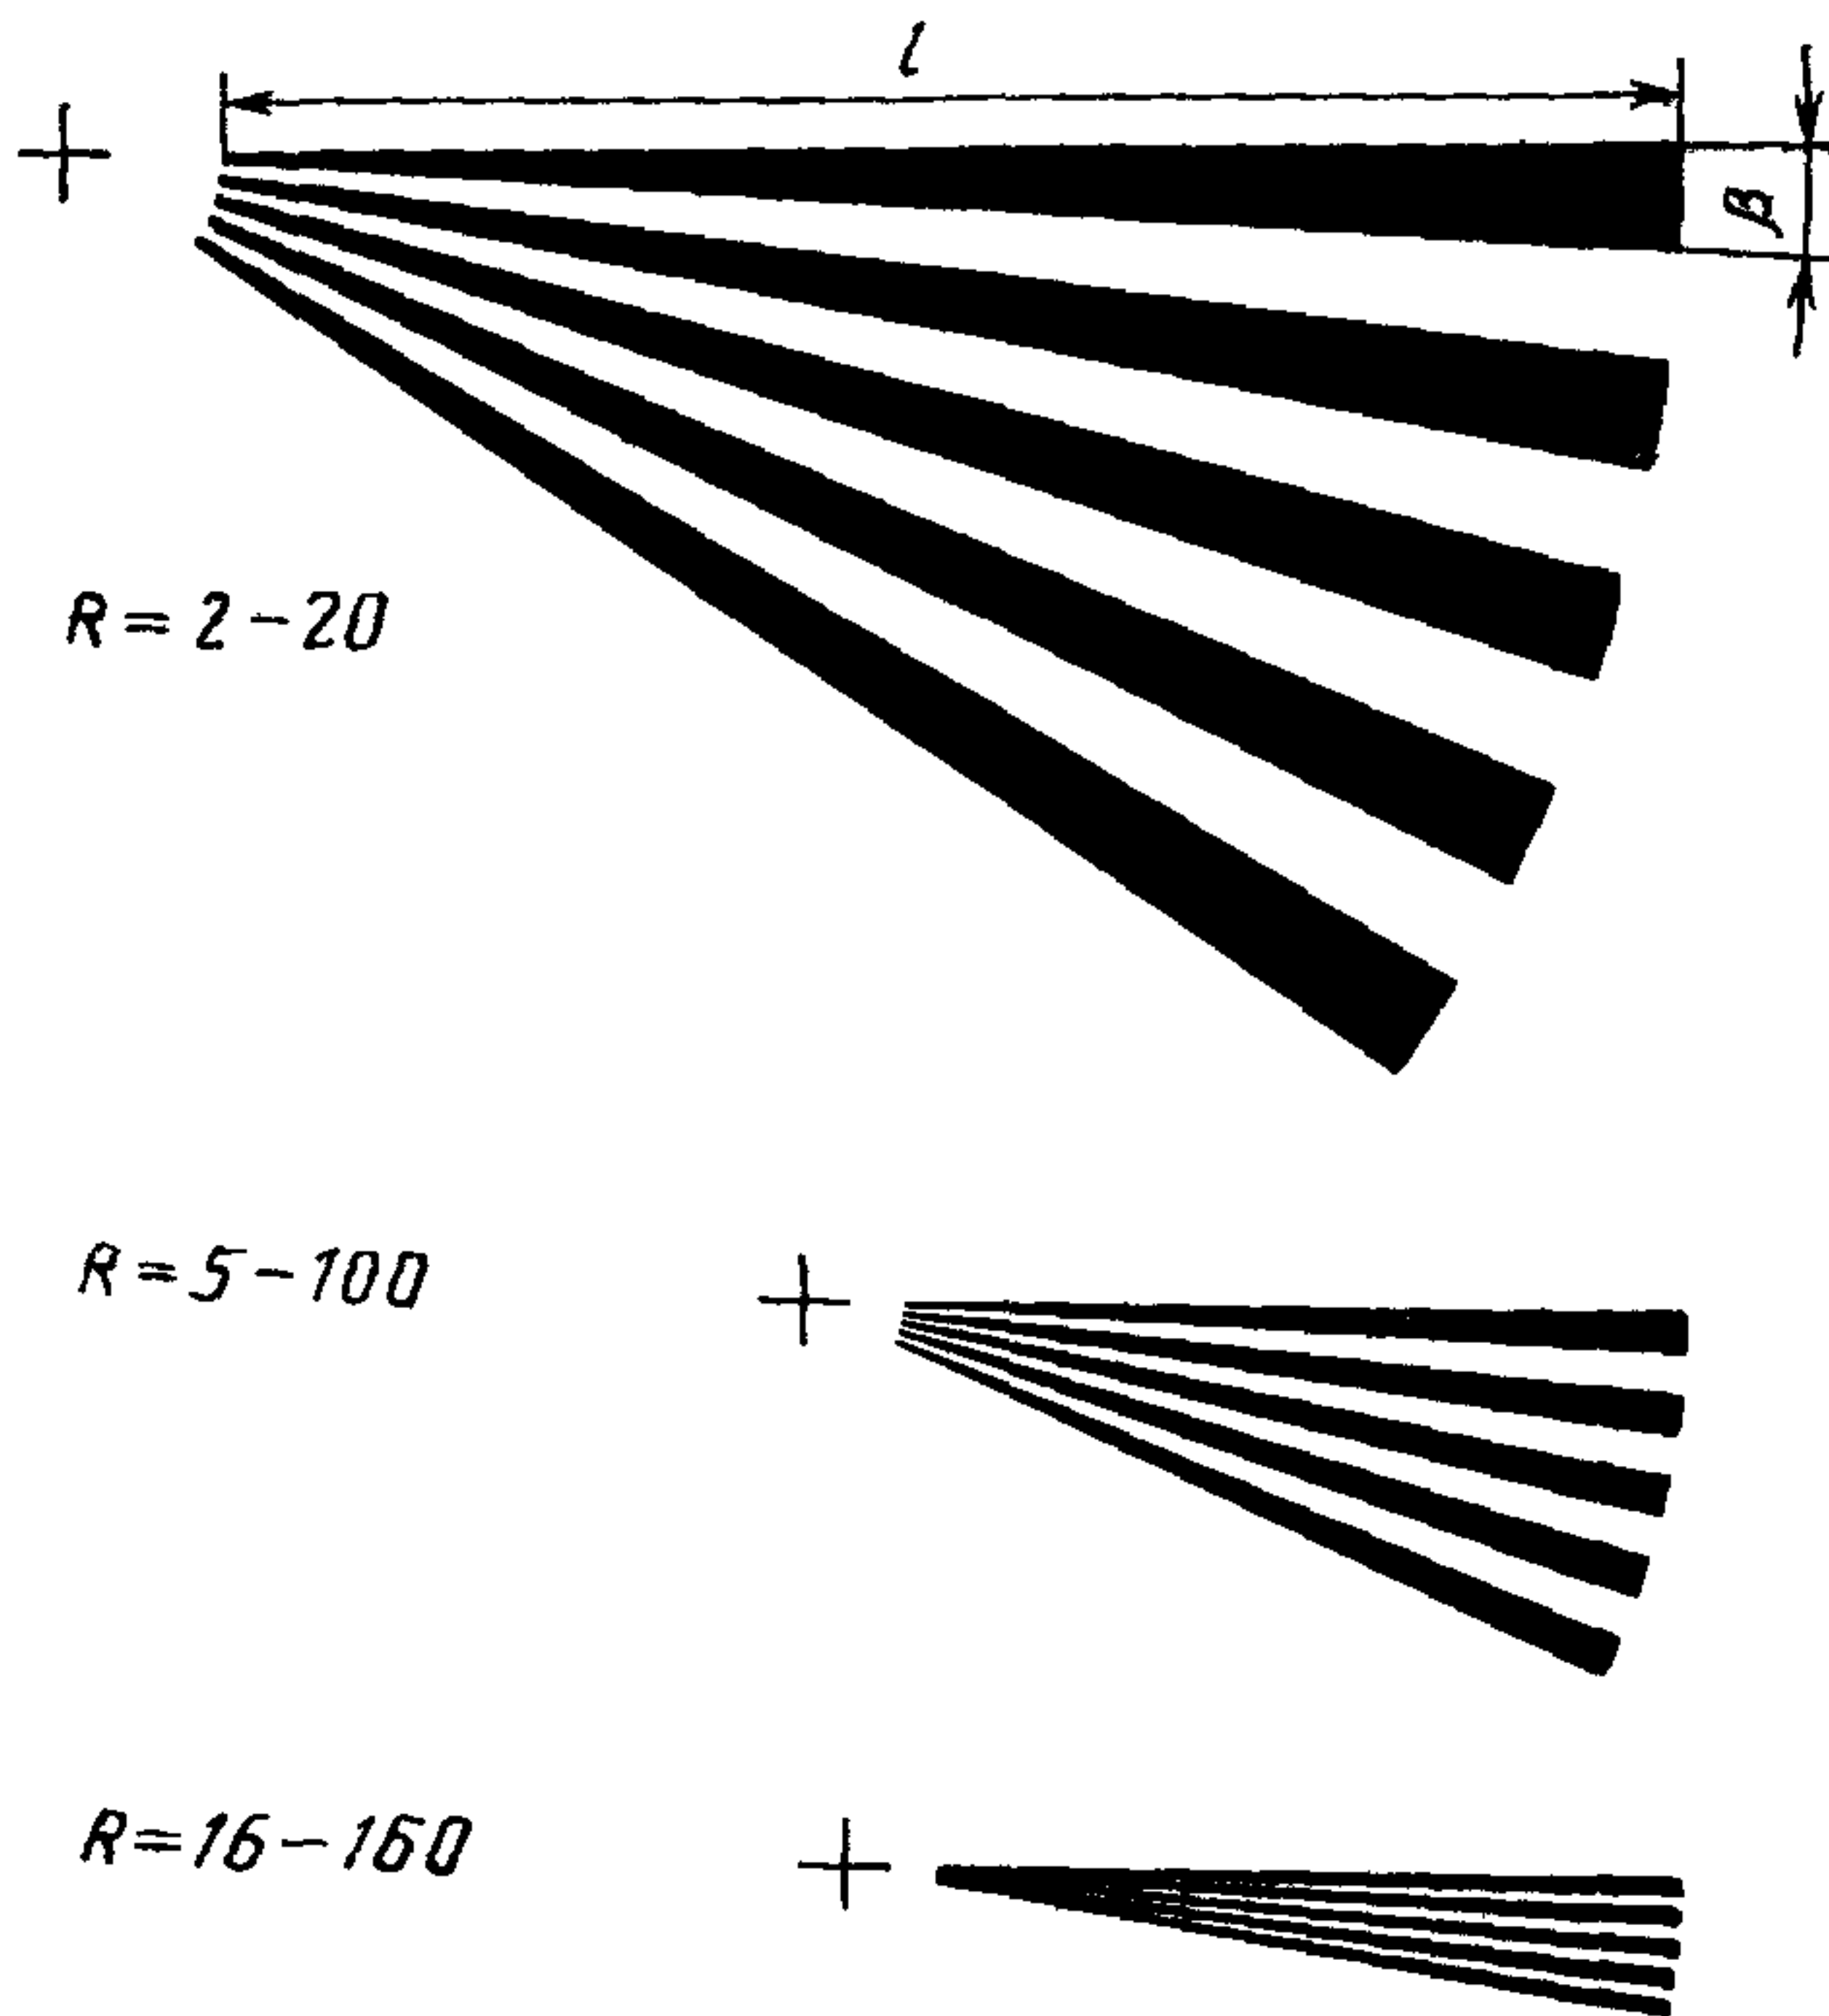 l
B
R = 2-20
R = 5-100
R = 16-160